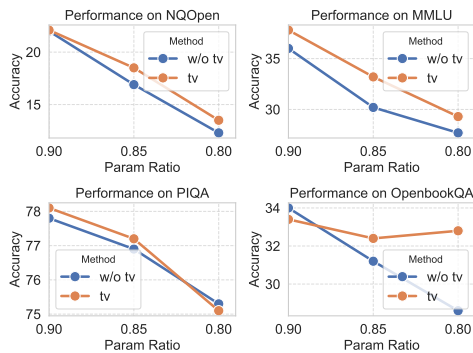 Performance on NQOpen
Accuracy
20
15
Method
w/o tv
tv
0.90 0.85 0.80
Param Ratio
Performance on MMLU
Accuracy
35
30
Method
w/o tv
tv
0.90 0.85 0.80
Param Ratio
Performance on PIQA
Accuracy
78
77
76
75
Method
w/o tv
tv
0.90 0.85 0.80
Param Ratio
Performance on OpenbookQA
Accuracy
34
32
30
Method
w/o tv
tv
0.90 0.85 0.80
Param Ratio